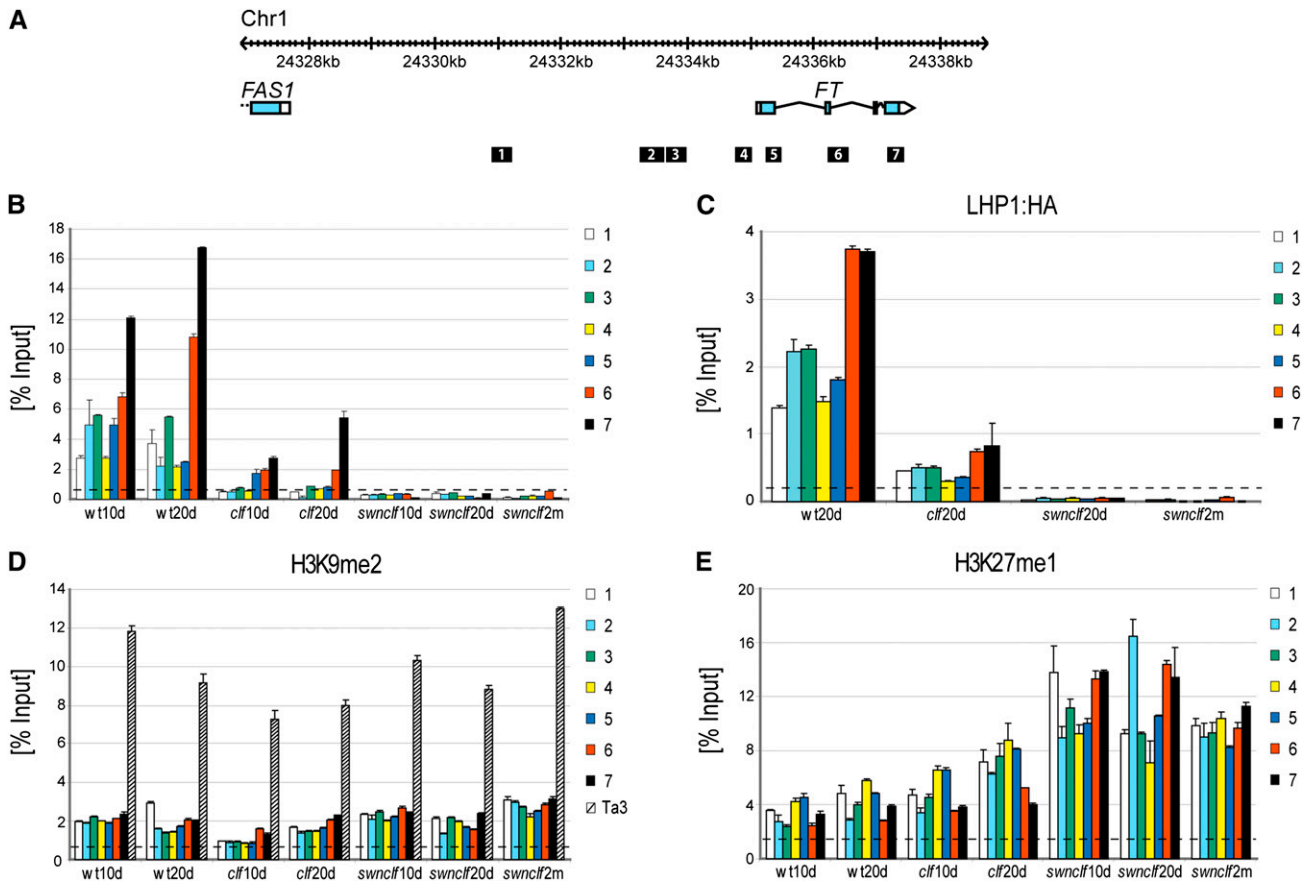 A
Chr1
24328kb 24330kb 24332kb 24334kb 24336kb 24338kb
FAS1 FT
1 2 3 4 5 6 7
B
[% Input]
18
16
14
12
10
8
6
4
2
0
wt10d wt20d clf10d clf20d swnclf10d swnclf20d swnclf2m
1
2
3
4
5
6
7
C
LHP1:HA
[% Input]
4
3
2
1
0
wt20d clf20d swnclf20d swnclf2m
1
2
3
4
5
6
7
D
H3K9me2
[% Input]
14
12
10
8
6
4
2
0
wt10d wt20d clf10d clf20d swnclf10d swnclf20d swnclf2m
1
2
3
4
5
6
7
Ta3
E
H3K27me1
[% Input]
20
16
12
8
4
0
wt10d wt20d clf10d clf20d swnclf10d swnclf20d swnclf2m
1
2
3
4
5
6
7